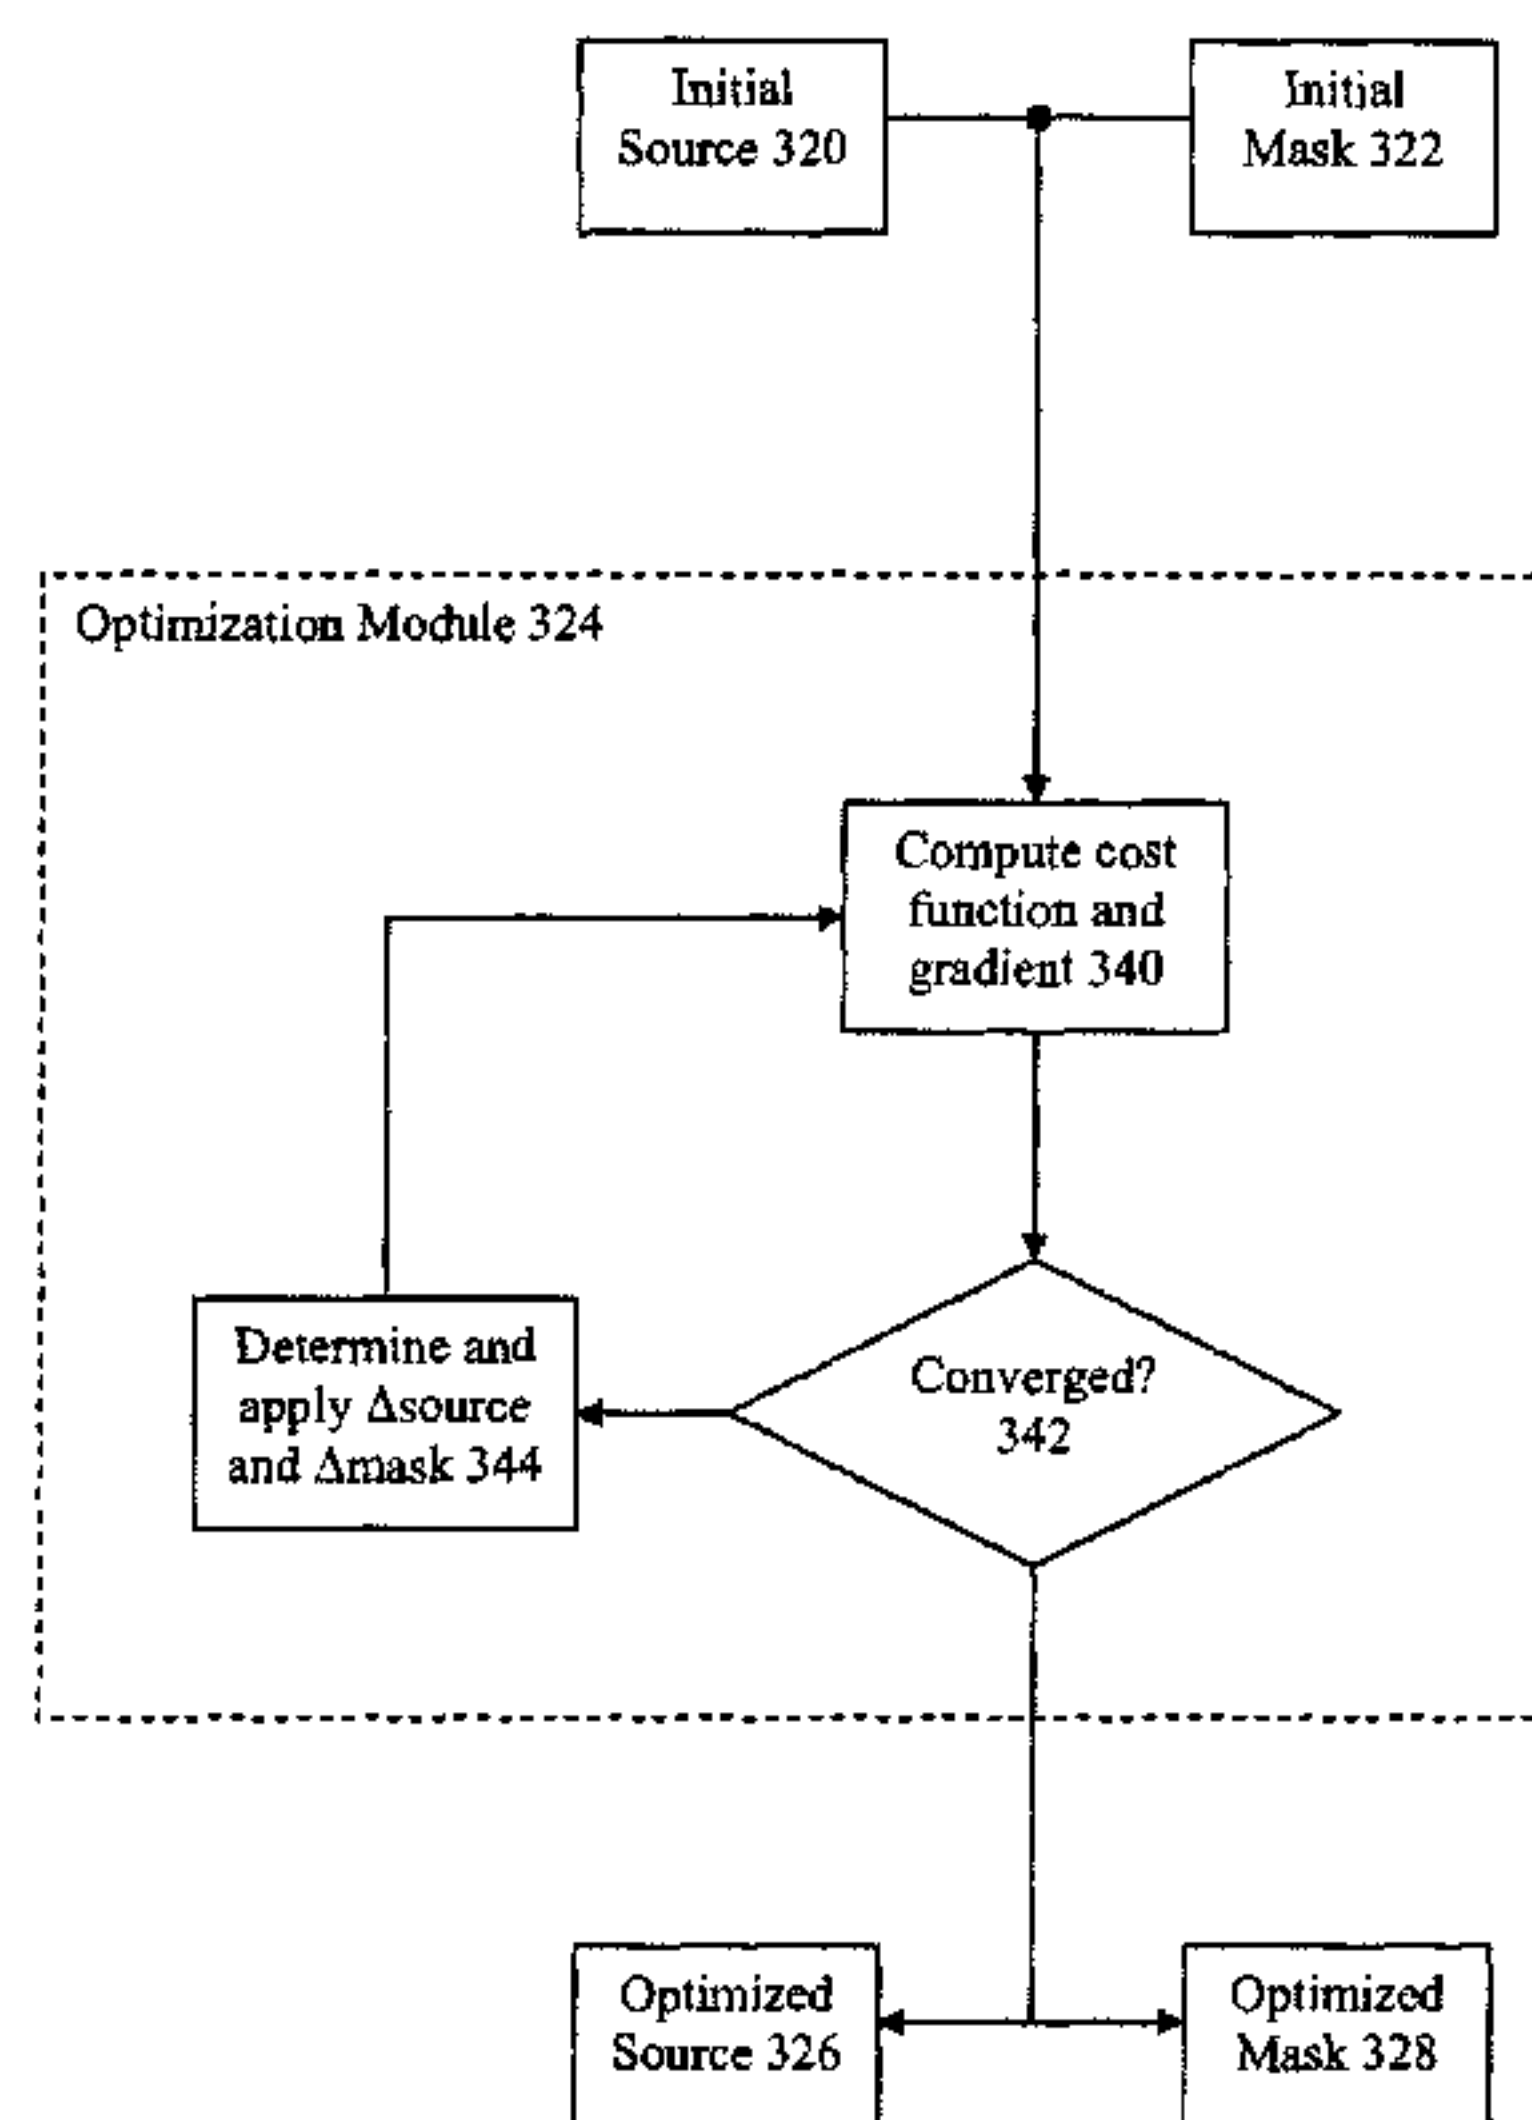 Initial
Source 320
Initial
Mask 322
Optimization Module 324
Compute cost
function and
gradient 340
Determine and
apply Δsource
and Δmask 344
Converged?
342
Optimized
Source 326
Optimized
Mask 328